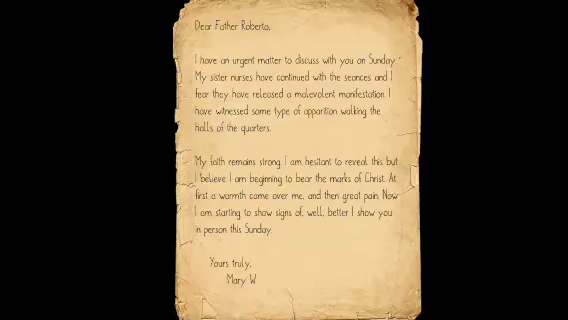 Dear Father Roberto,
I have an urgent matter to discuss with you on Sunday.
My sister nurses have continued with the seances and I
fear they have released a malevolent manifestation. I
have witnessed some type of apparition walking the
halls of the quarters.
My faith remains strong. I am hesitant to reveal this but
I believe I am beginning to bear the marks of Christ. At
first a warmth came over me, and then great pain. Now
I am starting to show signs of, well, better I show you
in person this Sunday.
Yours truly,
Mary W